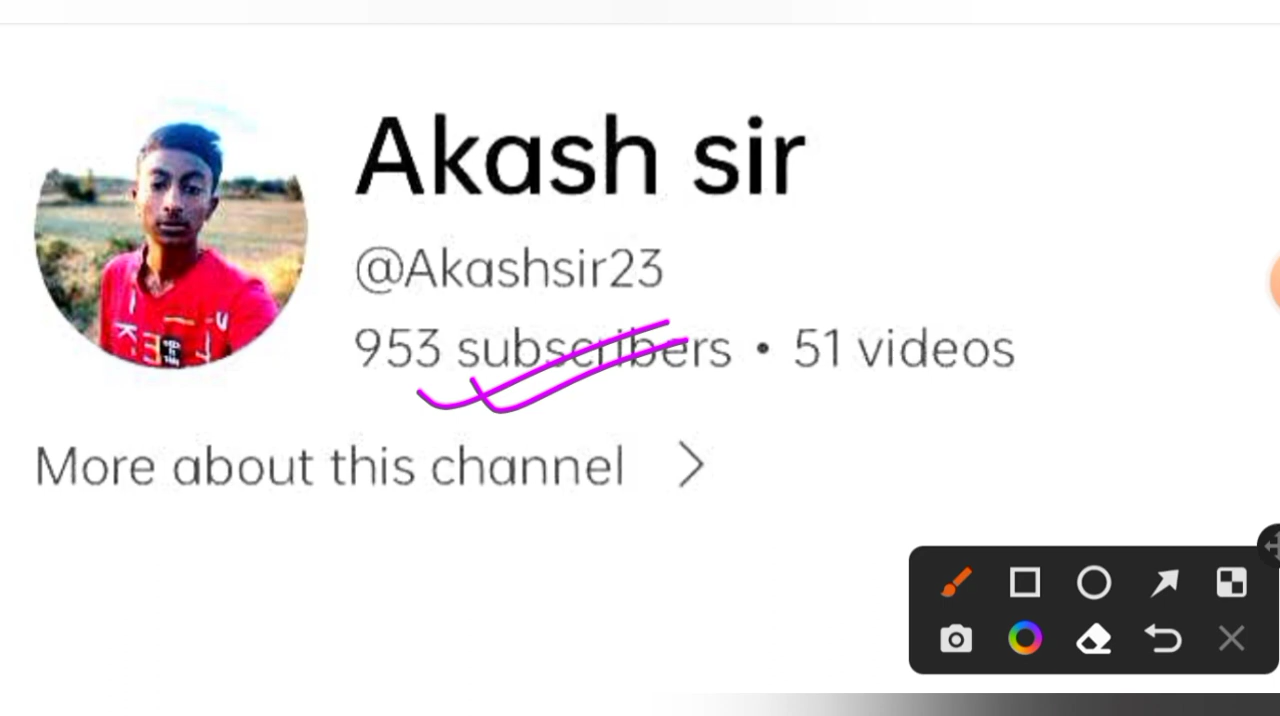 Akash sir
@Akashsir23
953 subscribers • 51 videos
More about this channel